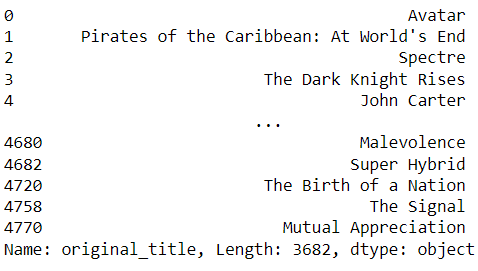 0 Avatar
1 Pirates of the Caribbean: At World's End
2 Spectre
3 The Dark Knight Rises
4 John Carter
...
4680 Malevolence
4682 Super Hybrid
4720 The Birth of a Nation
4758 The Signal
4770 Mutual Appreciation
Name: original_title, Length: 3682, dtype: object